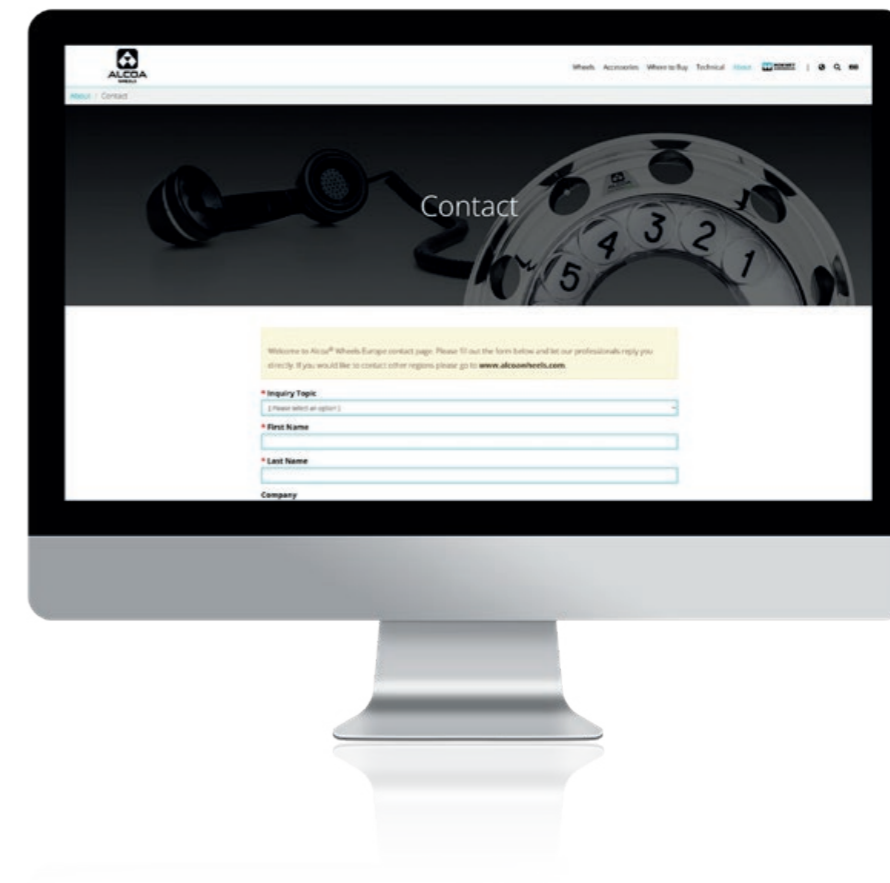 ALCOA
WHEELS
Wheels Accessories Where to Buy Technical About
About / Contact
Contact
ALCOA
5 4 3 2 1
Welcome to Alcoa® Wheels Europe contact page. Please fill out the form below and let our professionals reply you
directly. If you would like to contact other regions please go to www.alcoawheels.com.
* Inquiry Topic
[ Please select an option ]
* First Name
* Last Name
Company